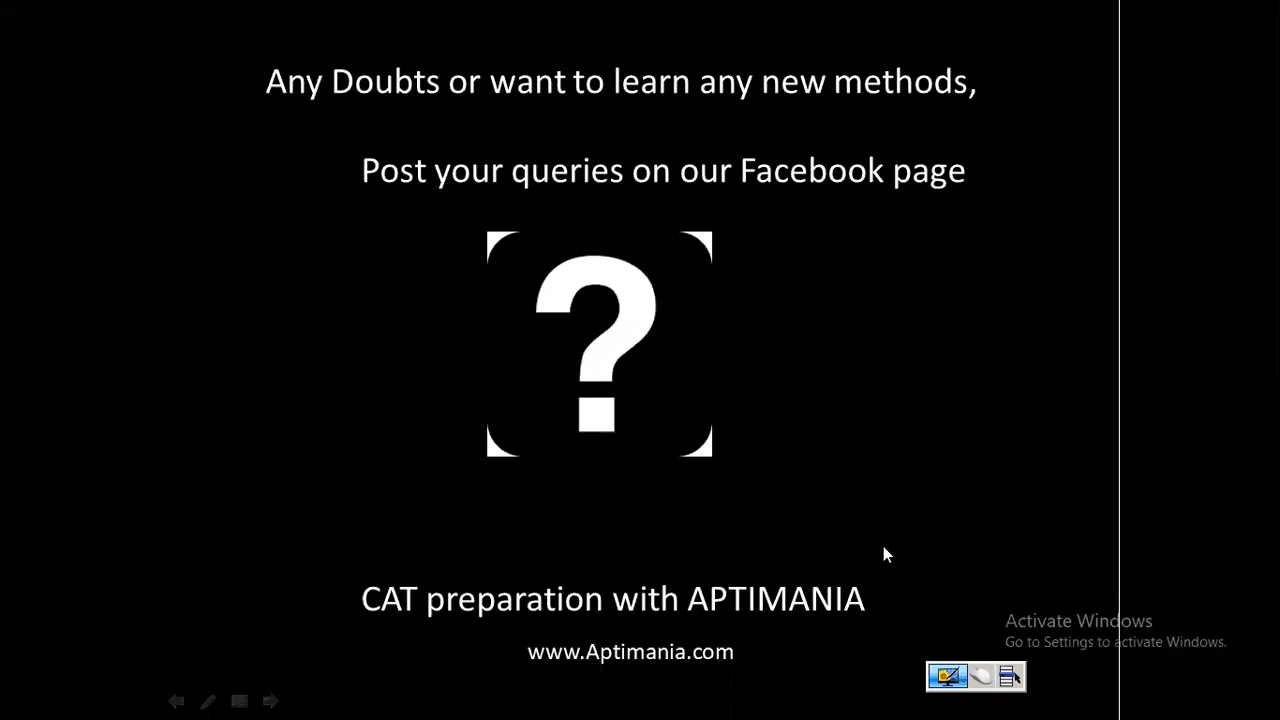 Any Doubts or want to learn any new methods,
Post your queries on our Facebook page
?
CAT preparation with APTIMANIA
www.Aptimania.com
Activate Windows
Go to Settings to activate Windows.